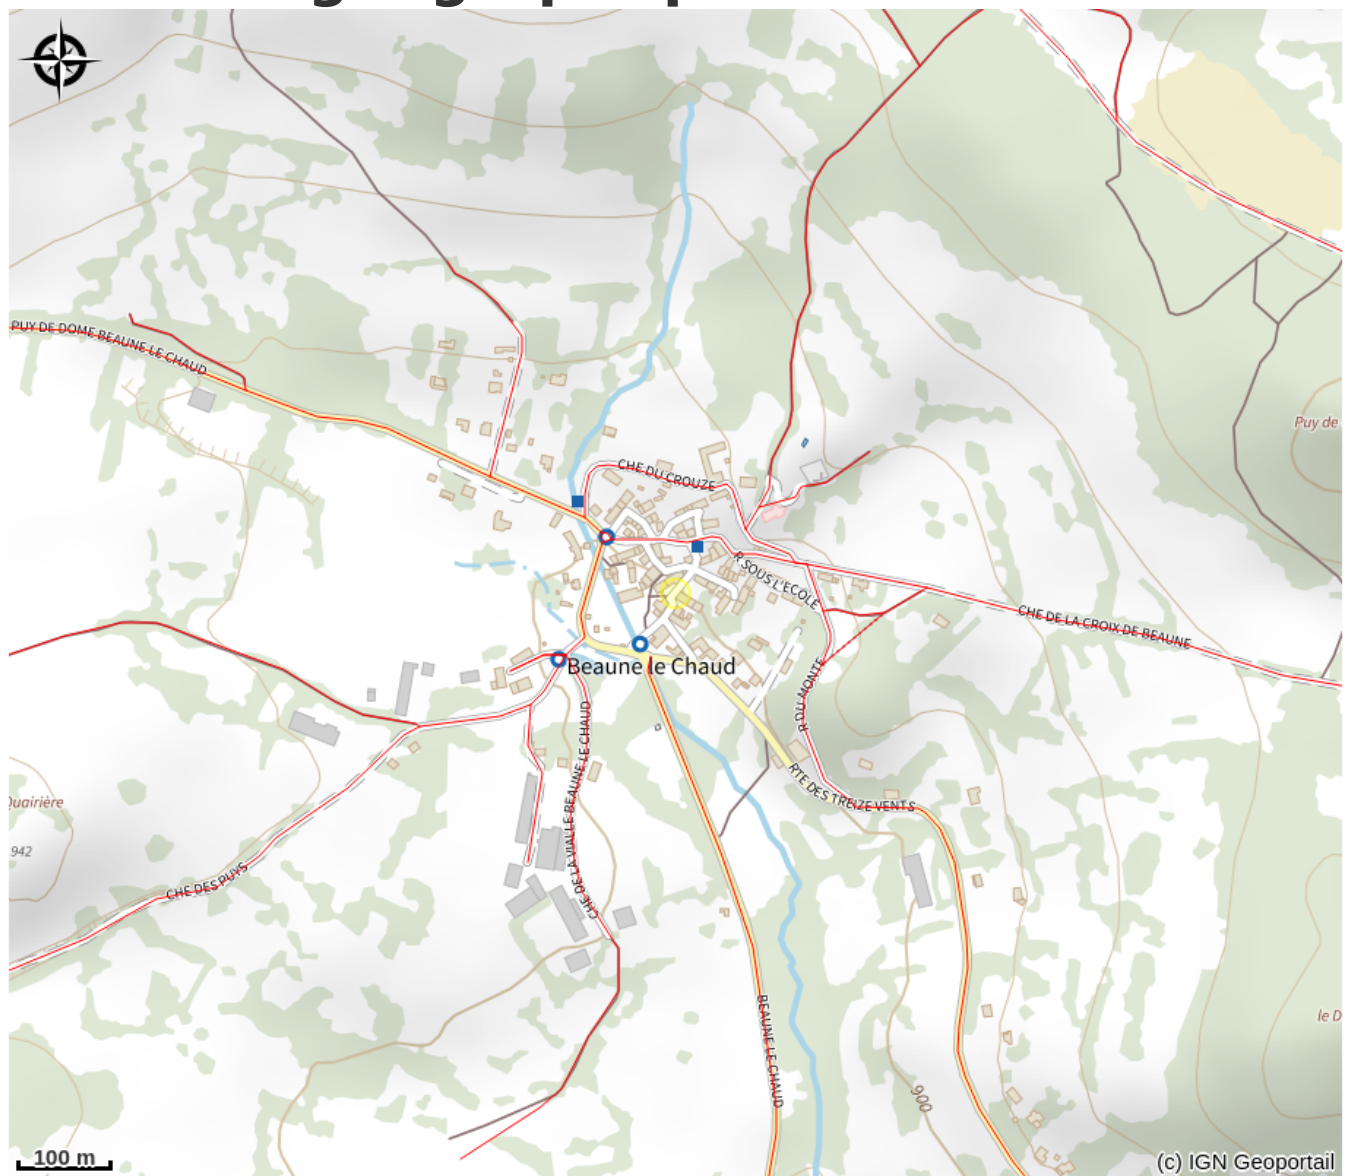 PUY DE DOME BEAUNE LE CHAUD
Puy de
CHE DU CROUZE
R SOUS L'ECOLE
CHE DE LA CROIX DE BEAUNE
Beaune le Chaud
R DU MONTE
CHE DE LA VIALLE BEAUNE LE CHAUD
RTE DES TREIZE VENTS
Quairière
942
CHE DES PUYS
BEAUNE LE CHAUD
le D
900
100 m
(c) IGN Geoportail